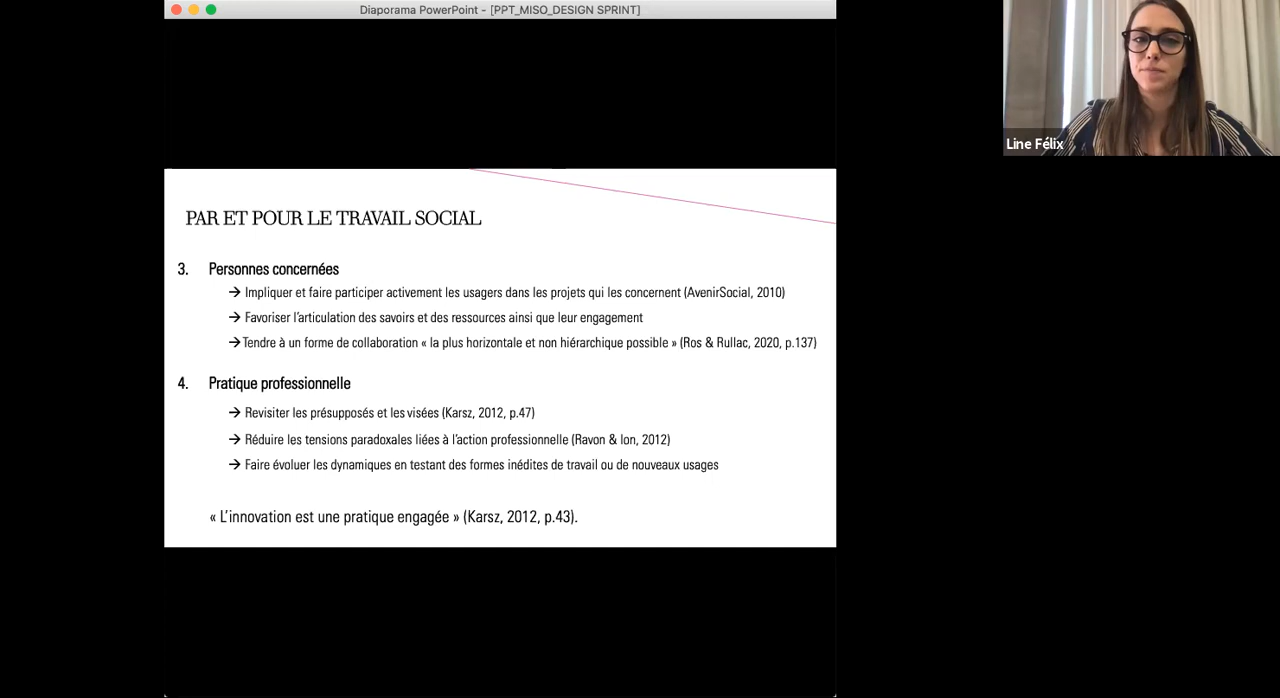 Diaporama PowerPoint - [PPT_MISO_DESIGN SPRINT]
Line Félix
PAR ET POUR LE TRAVAIL SOCIAL
3. Personnes concernées
→ Impliquer et faire participer activement les usagers dans les projets qui les concernent (AvenirSocial, 2010)
→ Favoriser l'articulation des savoirs et des ressources ainsi que leur engagement
→ Tendre à un forme de collaboration « la plus horizontale et non hiérarchique possible » (Ros & Rullac, 2020, p.137)
4. Pratique professionnelle
→ Revisiter les présupposés et les visées (Karsz, 2012, p.47)
→ Réduire les tensions paradoxales liées à l'action professionnelle (Ravon & Ion, 2012)
→ Faire évoluer les dynamiques en testant des formes inédites de travail ou de nouveaux usages
« L'innovation est une pratique engagée » (Karsz, 2012, p.43).